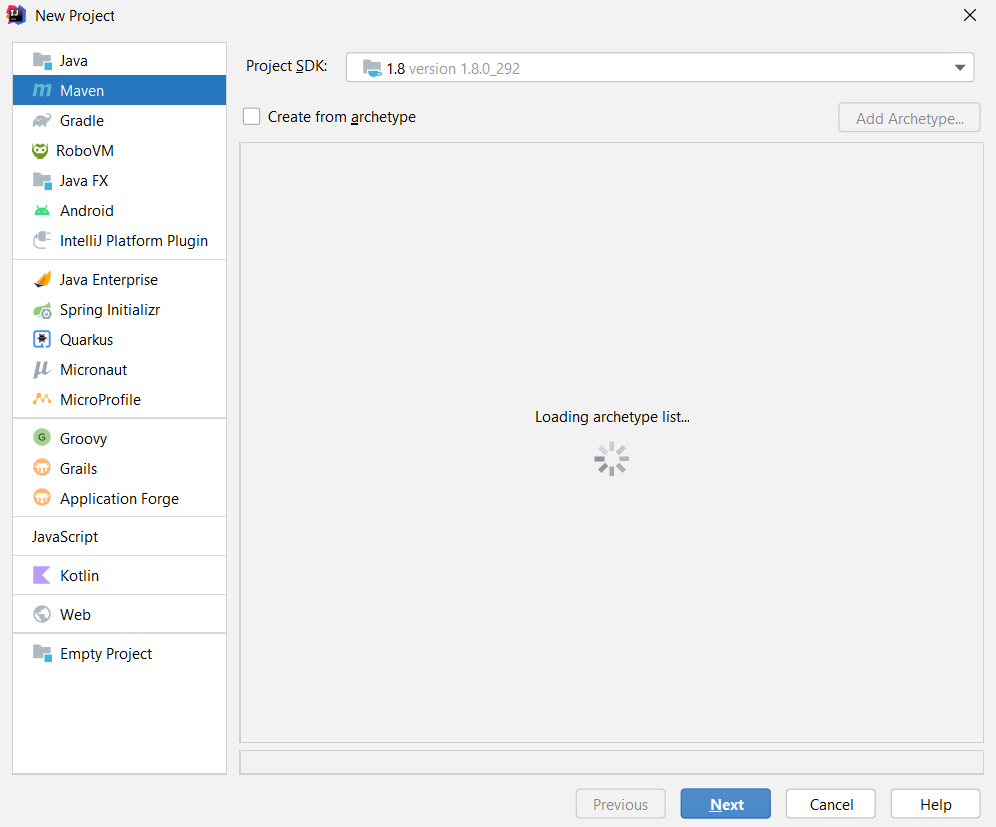 New Project
Java
Maven
Gradle
RoboVM
Java FX
Android
IntelliJ Platform Plugin
Java Enterprise
Spring Initializr
Quarkus
Micronaut
MicroProfile
Groovy
Grails
Application Forge
JavaScript
Kotlin
Web
Empty Project
Project SDK: 1.8 version 1.8.0_292
Create from archetype Add Archetype...
Loading archetype list...
Previous Next Cancel Help